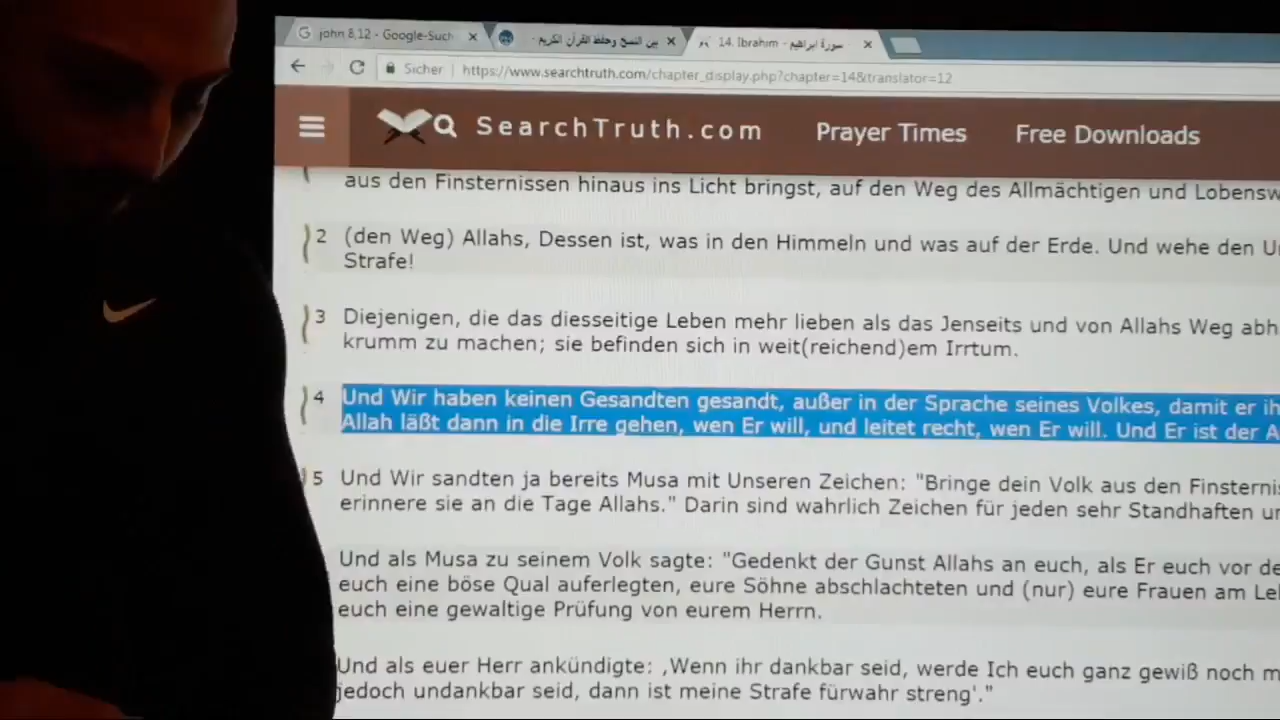 john 8,12 - Google-Such
بين النسخ وحفظ القرآن الكريم -
14. Ibrahim - سورة ابراهيم
Sicher | https://www.searchtruth.com/chapter_display.php?chapter=14&translator=12
SearchTruth.com Prayer Times Free Downloads
aus den Finsternissen hinaus ins Licht bringst, auf den Weg des Allmächtigen und Lobensw
2 (den Weg) Allahs, Dessen ist, was in den Himmeln und was auf der Erde. Und wehe den U
Strafe!
3 Diejenigen, die das diesseitige Leben mehr lieben als das Jenseits und von Allahs Weg abh
krumm zu machen; sie befinden sich in weit(reichend)em Irrtum.
4 Und Wir haben keinen Gesandten gesandt, außer in der Sprache seines Volkes, damit er ih
Allah läßt dann in die Irre gehen, wen Er will, und leitet recht, wen Er will. Und Er ist der A
5 Und Wir sandten ja bereits Musa mit Unseren Zeichen: "Bringe dein Volk aus den Finsterni
erinnere sie an die Tage Allahs." Darin sind wahrlich Zeichen für jeden sehr Standhaften u
Und als Musa zu seinem Volk sagte: "Gedenkt der Gunst Allahs an euch, als Er euch vor de
euch eine böse Qual auferlegten, eure Söhne abschlachteten und (nur) eure Frauen am Le
euch eine gewaltige Prüfung von eurem Herrn.
Und als euer Herr ankündigte: ,Wenn ihr dankbar seid, werde Ich euch ganz gewiß noch m
jedoch undankbar seid, dann ist meine Strafe fürwahr streng'."